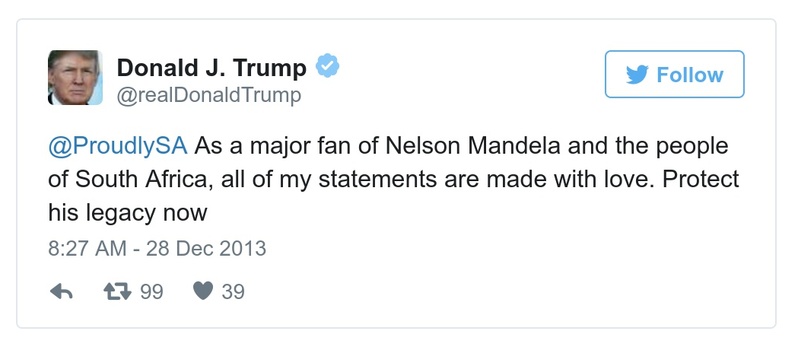 Donald J. Trump
@realDonaldTrump
Follow
@ProudlySA As a major fan of Nelson Mandela and the people
of South Africa, all of my statements are made with love. Protect
his legacy now
8:27 AM - 28 Dec 2013
99 39